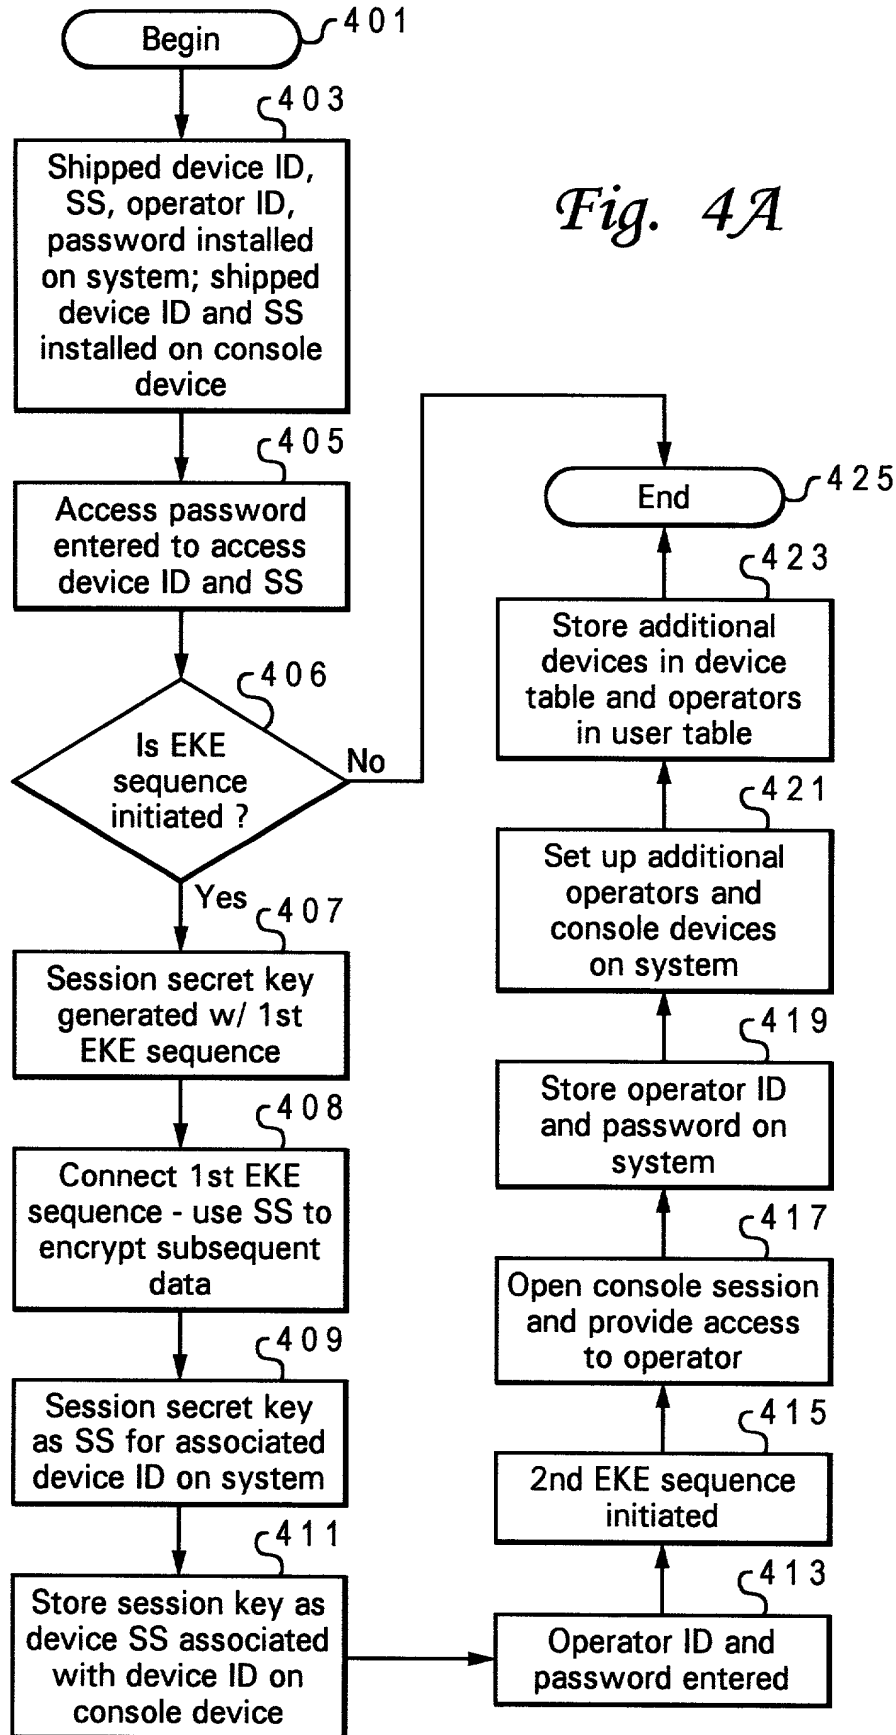 Begin
401
403
Shipped device ID,
SS, operator ID,
password installed
on system; shipped
device ID and SS
installed on console
device
Fig. 4A
405
Access password
entered to access
device ID and SS
406
Is EKE
sequence
initiated ?
No
Yes
407
Session secret key
generated w/ 1st
EKE sequence
408
Connect 1st EKE
sequence - use SS to
encrypt subsequent
data
409
Session secret key
as SS for associated
device ID on system
411
Store session key as
device SS associated
with device ID on
console device
413
Operator ID and
password entered
415
2nd EKE sequence
initiated
417
Open console session
and provide access
to operator
419
Store operator ID
and password on
system
421
Set up additional
operators and
console devices
on system
423
Store additional
devices in device
table and operators
in user table
End
425